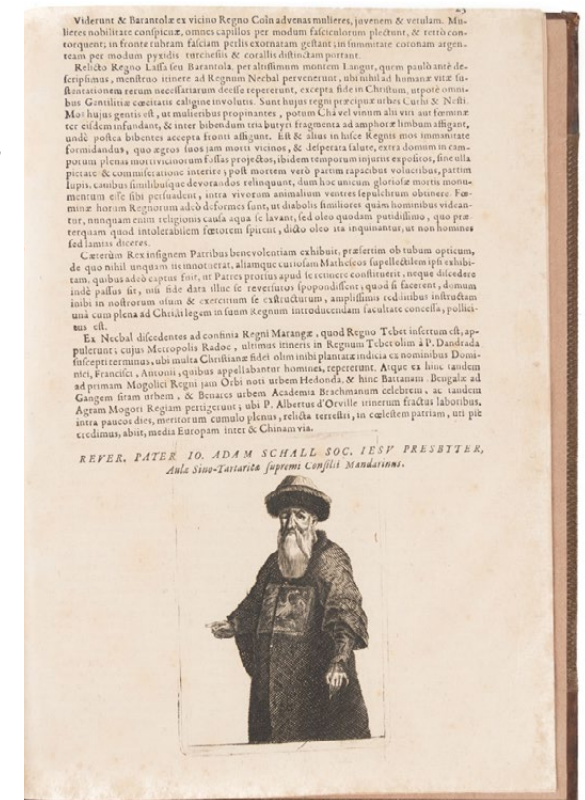 Viderunt & Barantolæ ex vicino Regno Coîn advenas mulieres, juvenem & vetulam. Mu-
lieres nobilitate conspicuæ, omnes capillos per modum fasciculorum plectunt, & retrò con-
torquent; in fronte rubram fasciam perlis exornatam gestant; in summitate coronam argen-
team per modum pyxidis turchesiis & corallis distinctam portant.
Relicto Regno Lassa seu Barantola, per altissimum montem Langur, quem paulò antè de-
scripsimus, menstruo itinere ad Regnum Necbal pervenerunt, ubi nihil ad humanæ vitæ su-
stentationem rerum necessariarum deesse repererunt, excepta fide in Christum, utpotè omni-
bus Gentilitiæ cœcitatis caligine involutis. Sunt hujus regni præcipuæ urbes Cuthi & Nesti.
Mos hujus gentis est, ut mulieribus propinantes, potum Chà vel vinum alii viri aut fœminæ
ter eisdem infundant, & inter bibendum tria butyri fragmenta ad amphoræ limbum affigant,
undè postea bibentes accepta fronti affigunt. Est & alius in hisce Regnis mos immanitate
formidandus, quo ægros suos jam morti vicinos, & desperata salute, extra domum in cam-
potum plenas morticinorum fossas projectos, ibidem temporum injuriis expositos, sine ulla
pietate & commiseratione interire; post mortem verò partim rapacibus volucribus, partim
lupis, canibus similibusque devorandos relinquunt, dum hoc unicum gloriosæ mortis monu-
mentum esse sibi persuadent, intra vivorum animalium ventres sepulchrum obtinere. Fœ-
minæ horum Regnorum adeò deformes sunt, ut diabolis similiores quàm hominibus videan-
tur, nunquam enim religionis causa aqua se lavant, sed oleo quodam putidissimo, quo præ-
terquam quod intolerabilem fœtorem spirent, dicto oleo ita inquinantur, ut non homines
sed lamias diceres.
Cæterùm Rex insignem Patribus benevolentiam exhibuit, præsertim ob tubum opticum,
de quo nihil unquam iis innotuerat, aliamque curiosam Matheseos supellectilem ipsi exhibi-
tam, quibus adeò captus fuit, ut Patres prorsus apud se retinere constituerit, neque discedere
indè passus sit, nisi fide data illuc se reversuros spopondissent; quod si facerent, domum
inibi in nostrorum usum & exercitium se exstructurum, amplissimis reditibus instructam
unà cum plena ad Christi legem in suum Regnum introducendam facultate concessa, pollici-
tus est.
Ex Necbal discedentes ad confinia Regni Marangæ, quod Regno Tebet insertum est, ap-
pulerunt; cujus Metropolis Radoc, ultimus itineris in Regnum Tebet olim à P. Dandrada
suscepti terminus, ubi multa Christianæ fidei olim inibi plantatæ indicia ex nominibus Domi-
nici, Francisci, Antonii, quibus appellabantur homines, repererunt. Atque ex hinc tandem
ad primam Mogolici Regni jam Orbi noti urbem Hedonda, & hinc Battanam Bengalæ ad
Gangem sitam urbem, & Benares urbem Academia Brachmanum celebrem, ac tandem
Agram Mogori Regiam pertigerunt; ubi P. Albertus d'Orville itinerum fractus laboribus,
intra paucos dies, meritorum cumulo plenus, relicta terrestri, in cœlestem patriam, uti piè
credimus, abiit, media Europam inter & Chinam via.
REVER. PATER IO. ADAM SCHALL SOC. IESV PRESBYTER,
Aulæ Sino-Tartaricæ supremi Consilii Mandarinus.